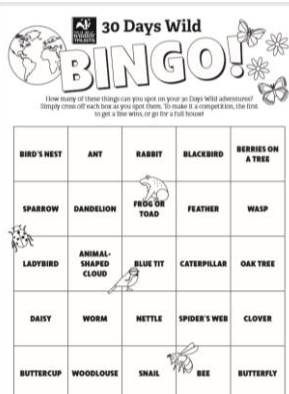 30 Days Wild
BINGO!
How many of these things can you spot on your 30 Days Wild adventures?
Simply cross off each box as you spot them. To make it a competition, the first
to get a line wins, or go for a full house!
BIRD'S NEST
ANT
RABBIT
BLACKBIRD
BERRIES ON
A TREE
SPARROW
DANDELION
FROG OR
TOAD
FEATHER
WASP
LADYBIRD
ANIMAL-
SHAPED
CLOUD
BLUE TIT
CATERPILLAR
OAK TREE
DAISY
WORM
NETTLE
SPIDER'S WEB
CLOVER
BUTTERCUP
WOODLOUSE
SNAIL
BEE
BUTTERFLY